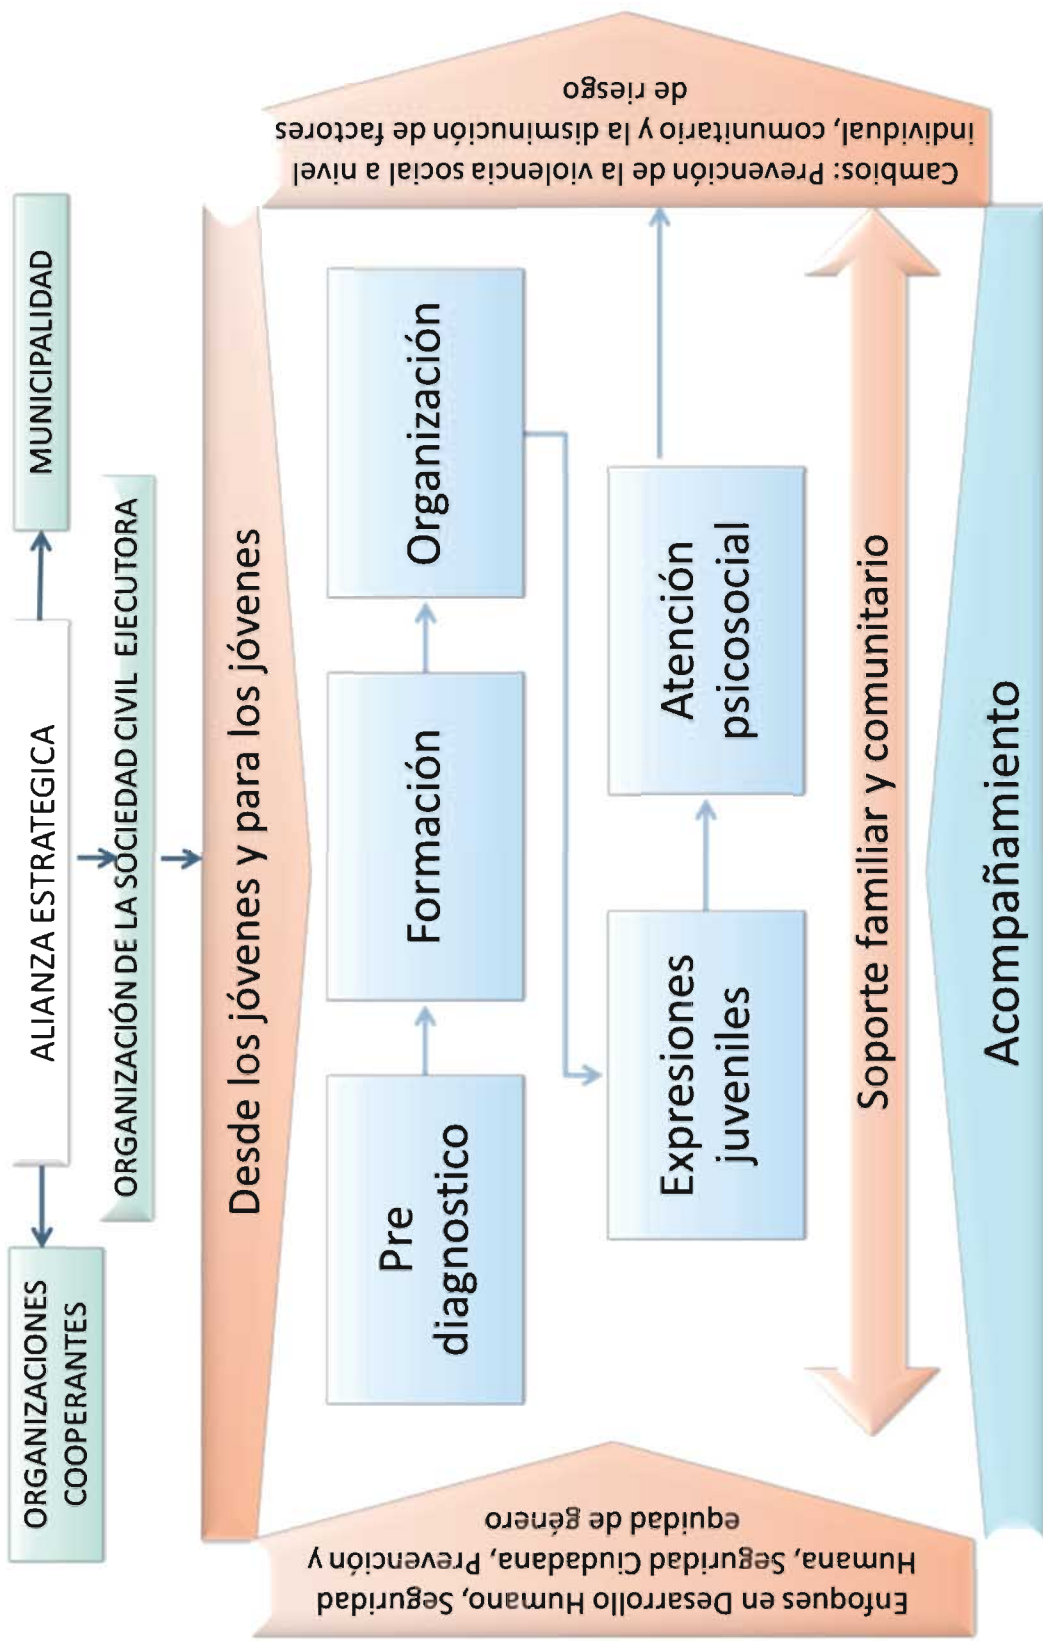 ORGANIZACIONES
COOPERANTES
ALIANZA ESTRATEGICA
MUNICIPALIDAD
ORGANIZACIÓN DE LA SOCIEDAD CIVIL EJECUTORA
Desde los jóvenes y para los jóvenes
Enfoques en Desarrollo Humano, Seguridad
Humana, Seguridad Ciudadana, Prevención y
equidad de género
Pre
diagnostico
Formación
Organización
Expresiones
juveniles
Atención
psicosocial
Cambios: Prevención de la violencia social a nivel
individual, comunitario y la disminución de factores
de riesgo
Soporte familiar y comunitario
Acompañamiento